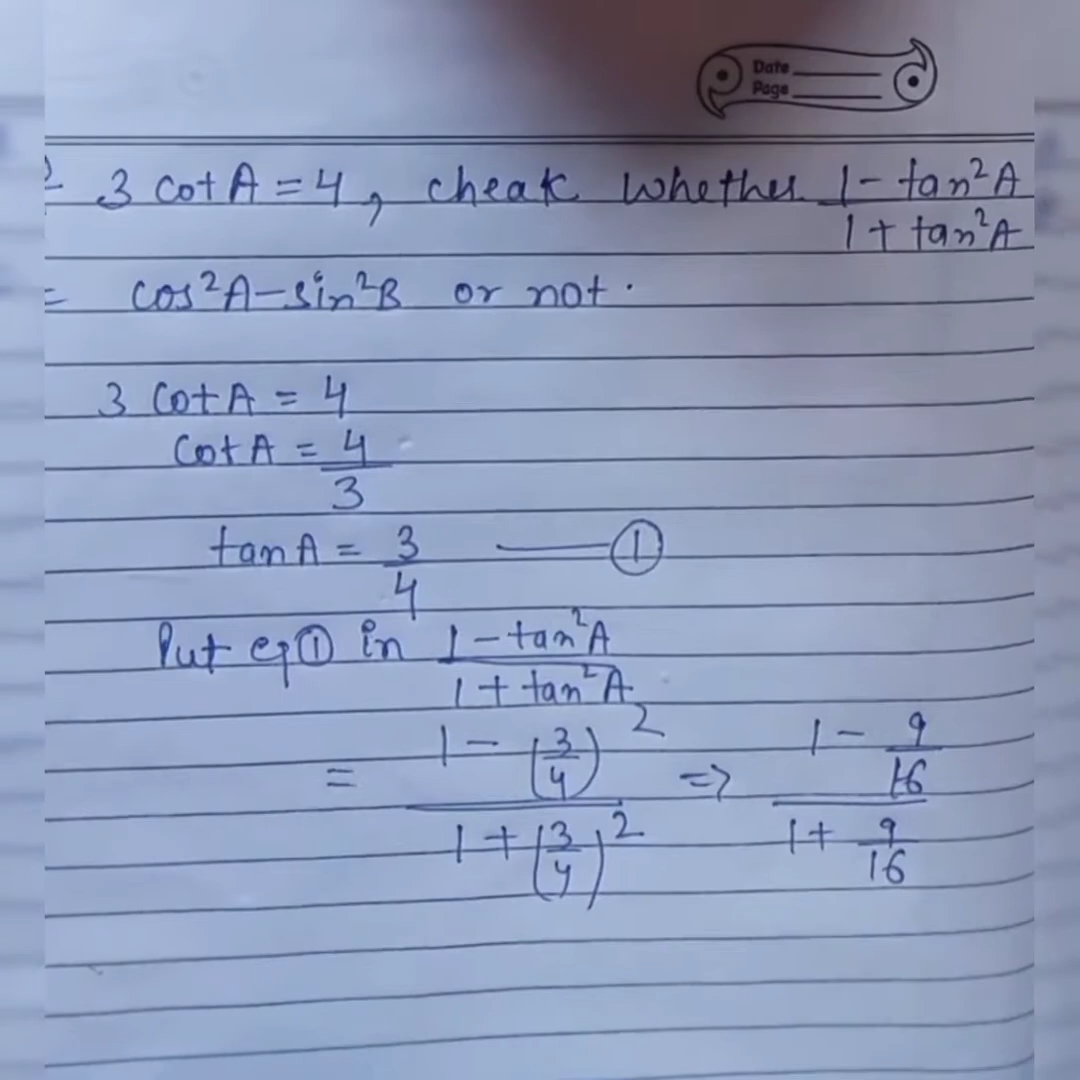 Date
Page
3 cot A = 4, cheak whether 1 - tan²A / 1 + tan²A
= cos²A - sin²B or not.
3 cot A = 4
cot A = 4/3
tan A = 3/4 — ①
Put eq ① in 1 - tan²A / 1 + tan²A
= 1 - (3/4)² / 1 + (3/4)² => 1 - 9/16 / 1 + 9/16